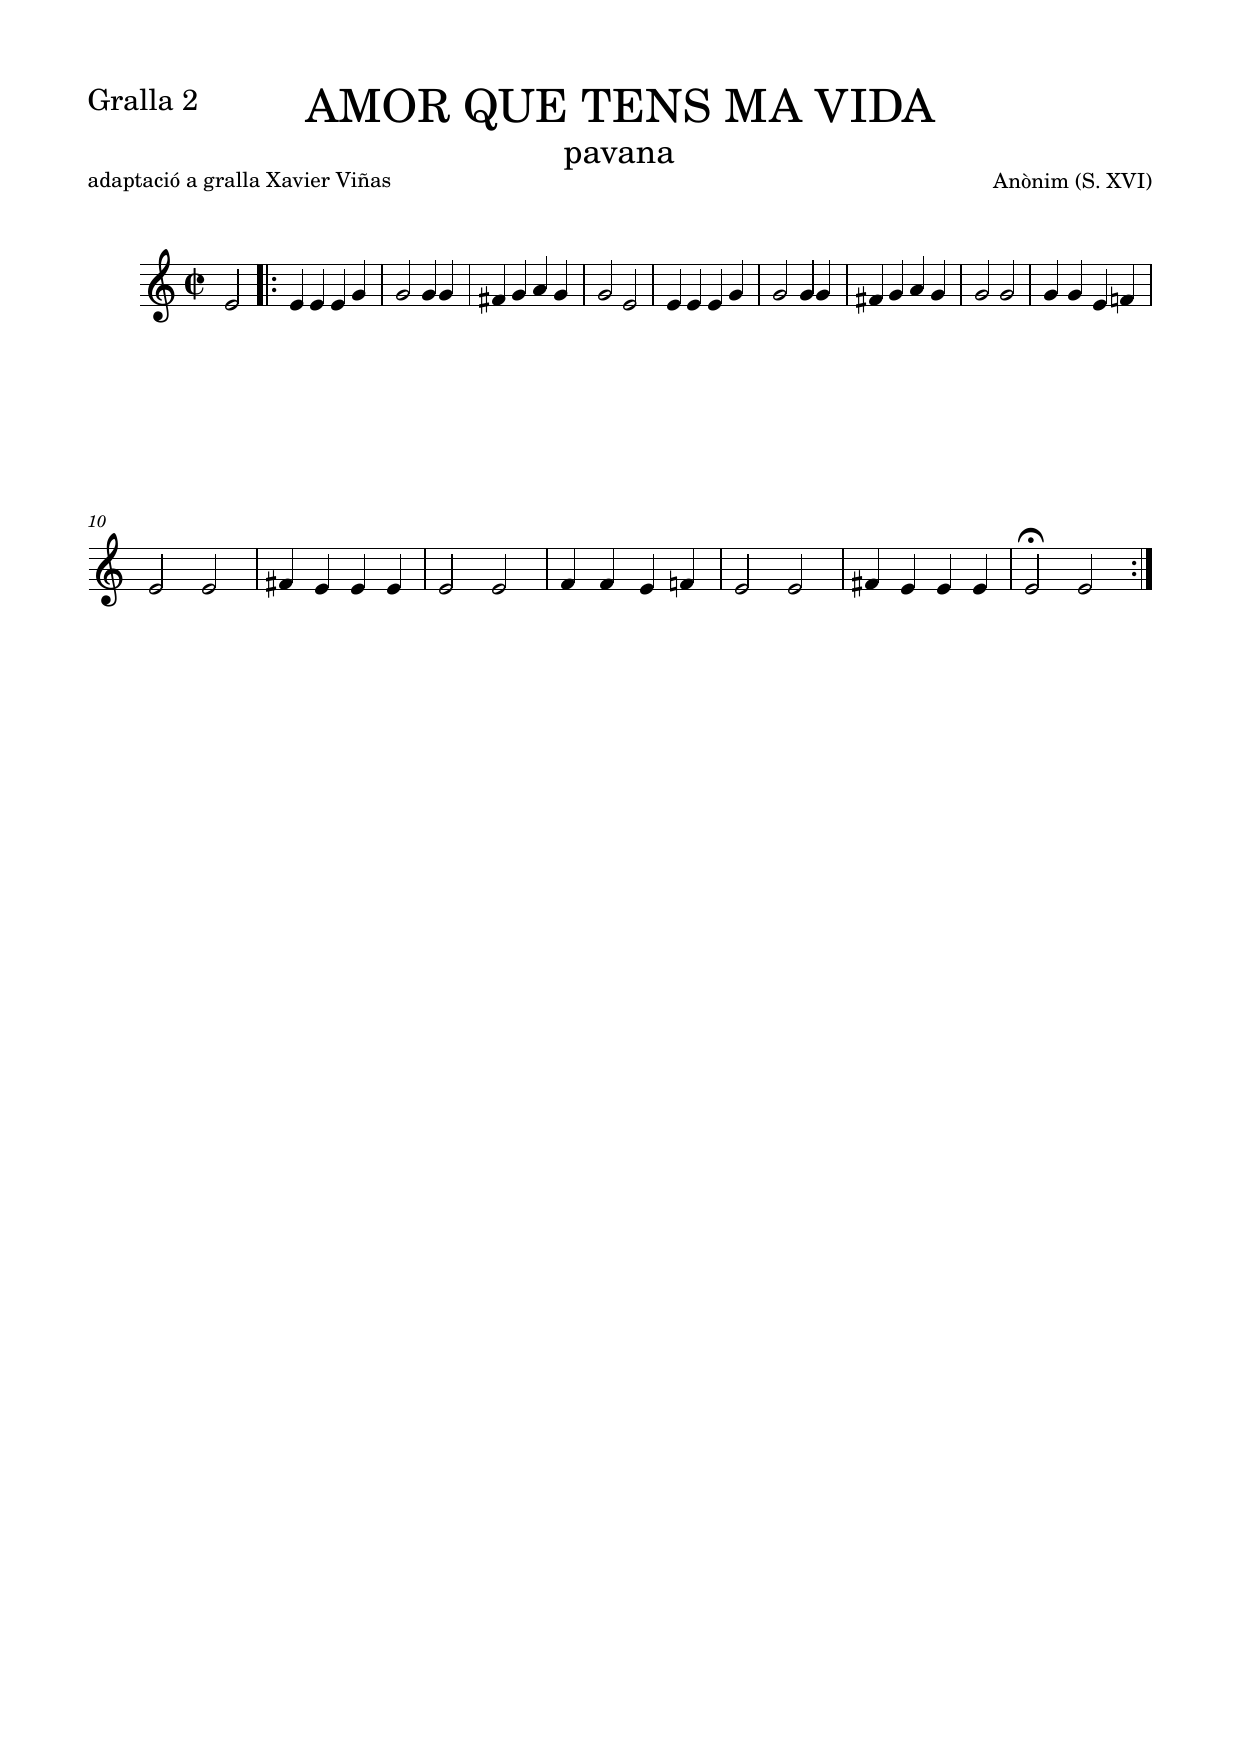 Gralla 2
AMOR QUE TENS MA VIDA
pavana
adaptació a gralla Xavier Viñas
Anònim (S. XVI)
10